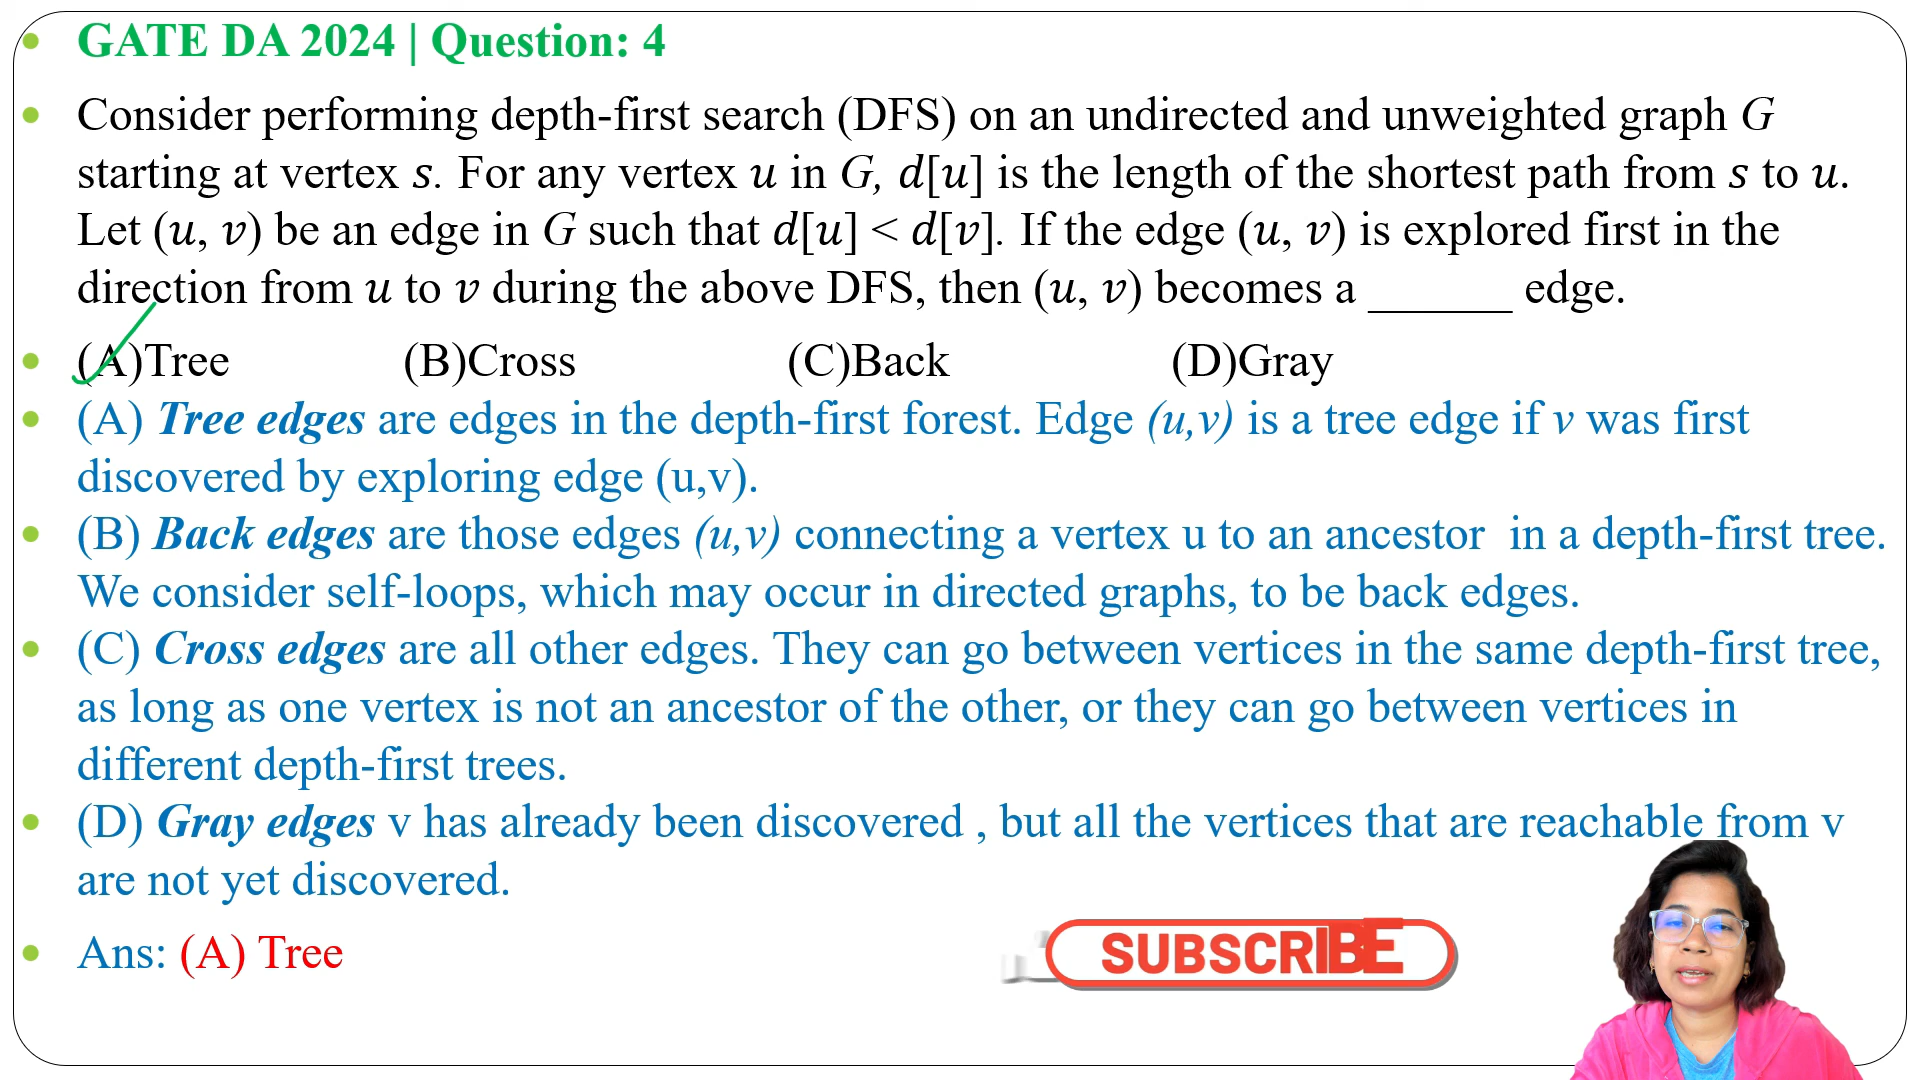 GATE DA 2024 | Question: 4
Consider performing depth-first search (DFS) on an undirected and unweighted graph G
starting at vertex s. For any vertex u in G, d[u] is the length of the shortest path from s to u.
Let (u, v) be an edge in G such that d[u] < d[v]. If the edge (u, v) is explored first in the
direction from u to v during the above DFS, then (u, v) becomes a ______ edge.
(A)Tree (B)Cross (C)Back (D)Gray
(A) Tree edges are edges in the depth-first forest. Edge (u,v) is a tree edge if v was first
discovered by exploring edge (u,v).
(B) Back edges are those edges (u,v) connecting a vertex u to an ancestor in a depth-first tree.
We consider self-loops, which may occur in directed graphs, to be back edges.
(C) Cross edges are all other edges. They can go between vertices in the same depth-first tree,
as long as one vertex is not an ancestor of the other, or they can go between vertices in
different depth-first trees.
(D) Gray edges v has already been discovered , but all the vertices that are reachable from v
are not yet discovered.
Ans: (A) Tree
SUBSCRIBE